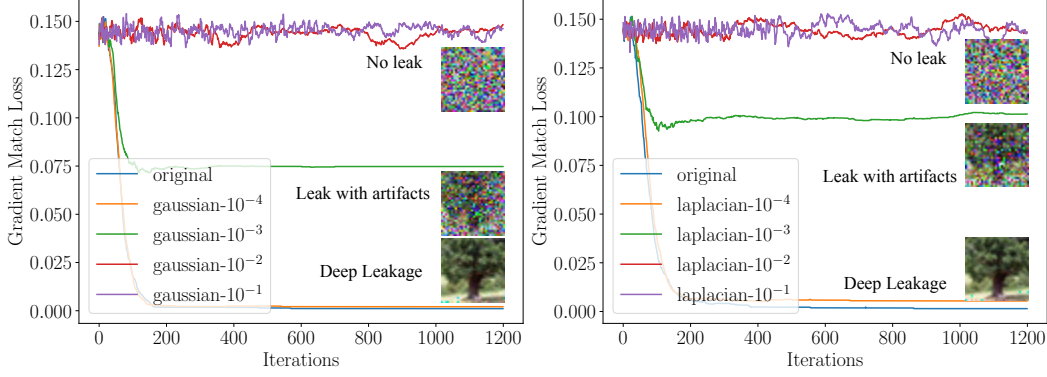 0.150
0.125
0.100
0.075
0.050
0.025
0.000
Gradient Match Loss
0
200
400
600
800
1000
1200
Iterations
original
gaussian-10⁻⁴
gaussian-10⁻³
gaussian-10⁻²
gaussian-10⁻¹
No leak
Leak with artifacts
Deep Leakage
0.150
0.125
0.100
0.075
0.050
0.025
0.000
Gradient Match Loss
0
200
400
600
800
1000
1200
Iterations
original
laplacian-10⁻⁴
laplacian-10⁻³
laplacian-10⁻²
laplacian-10⁻¹
No leak
Leak with artifacts
Deep Leakage